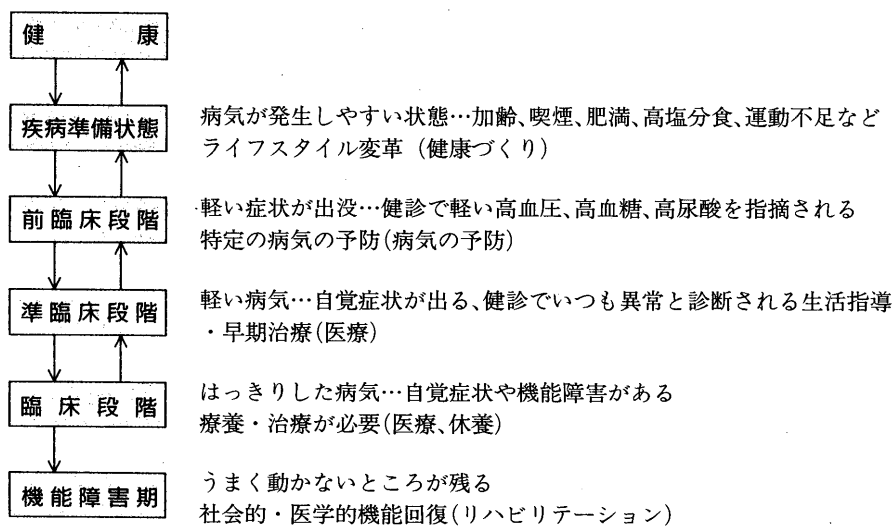 健康
疾病準備状態
病気が発生しやすい状態…加齢、喫煙、肥満、高塩分食、運動不足など
ライフスタイル変革(健康づくり)
前臨床段階
軽い症状が出没…健診で軽い高血圧、高血糖、高尿酸を指摘される
特定の病気の予防(病気の予防)
準臨床段階
軽い病気…自覚症状が出る、健診でいつも異常と診断される生活指導
・早期治療(医療)
臨床段階
はっきりした病気…自覚症状や機能障害がある
療養・治療が必要(医療、休養)
機能障害期
うまく動かないところが残る
社会的・医学的機能回復(リハビリテーション)